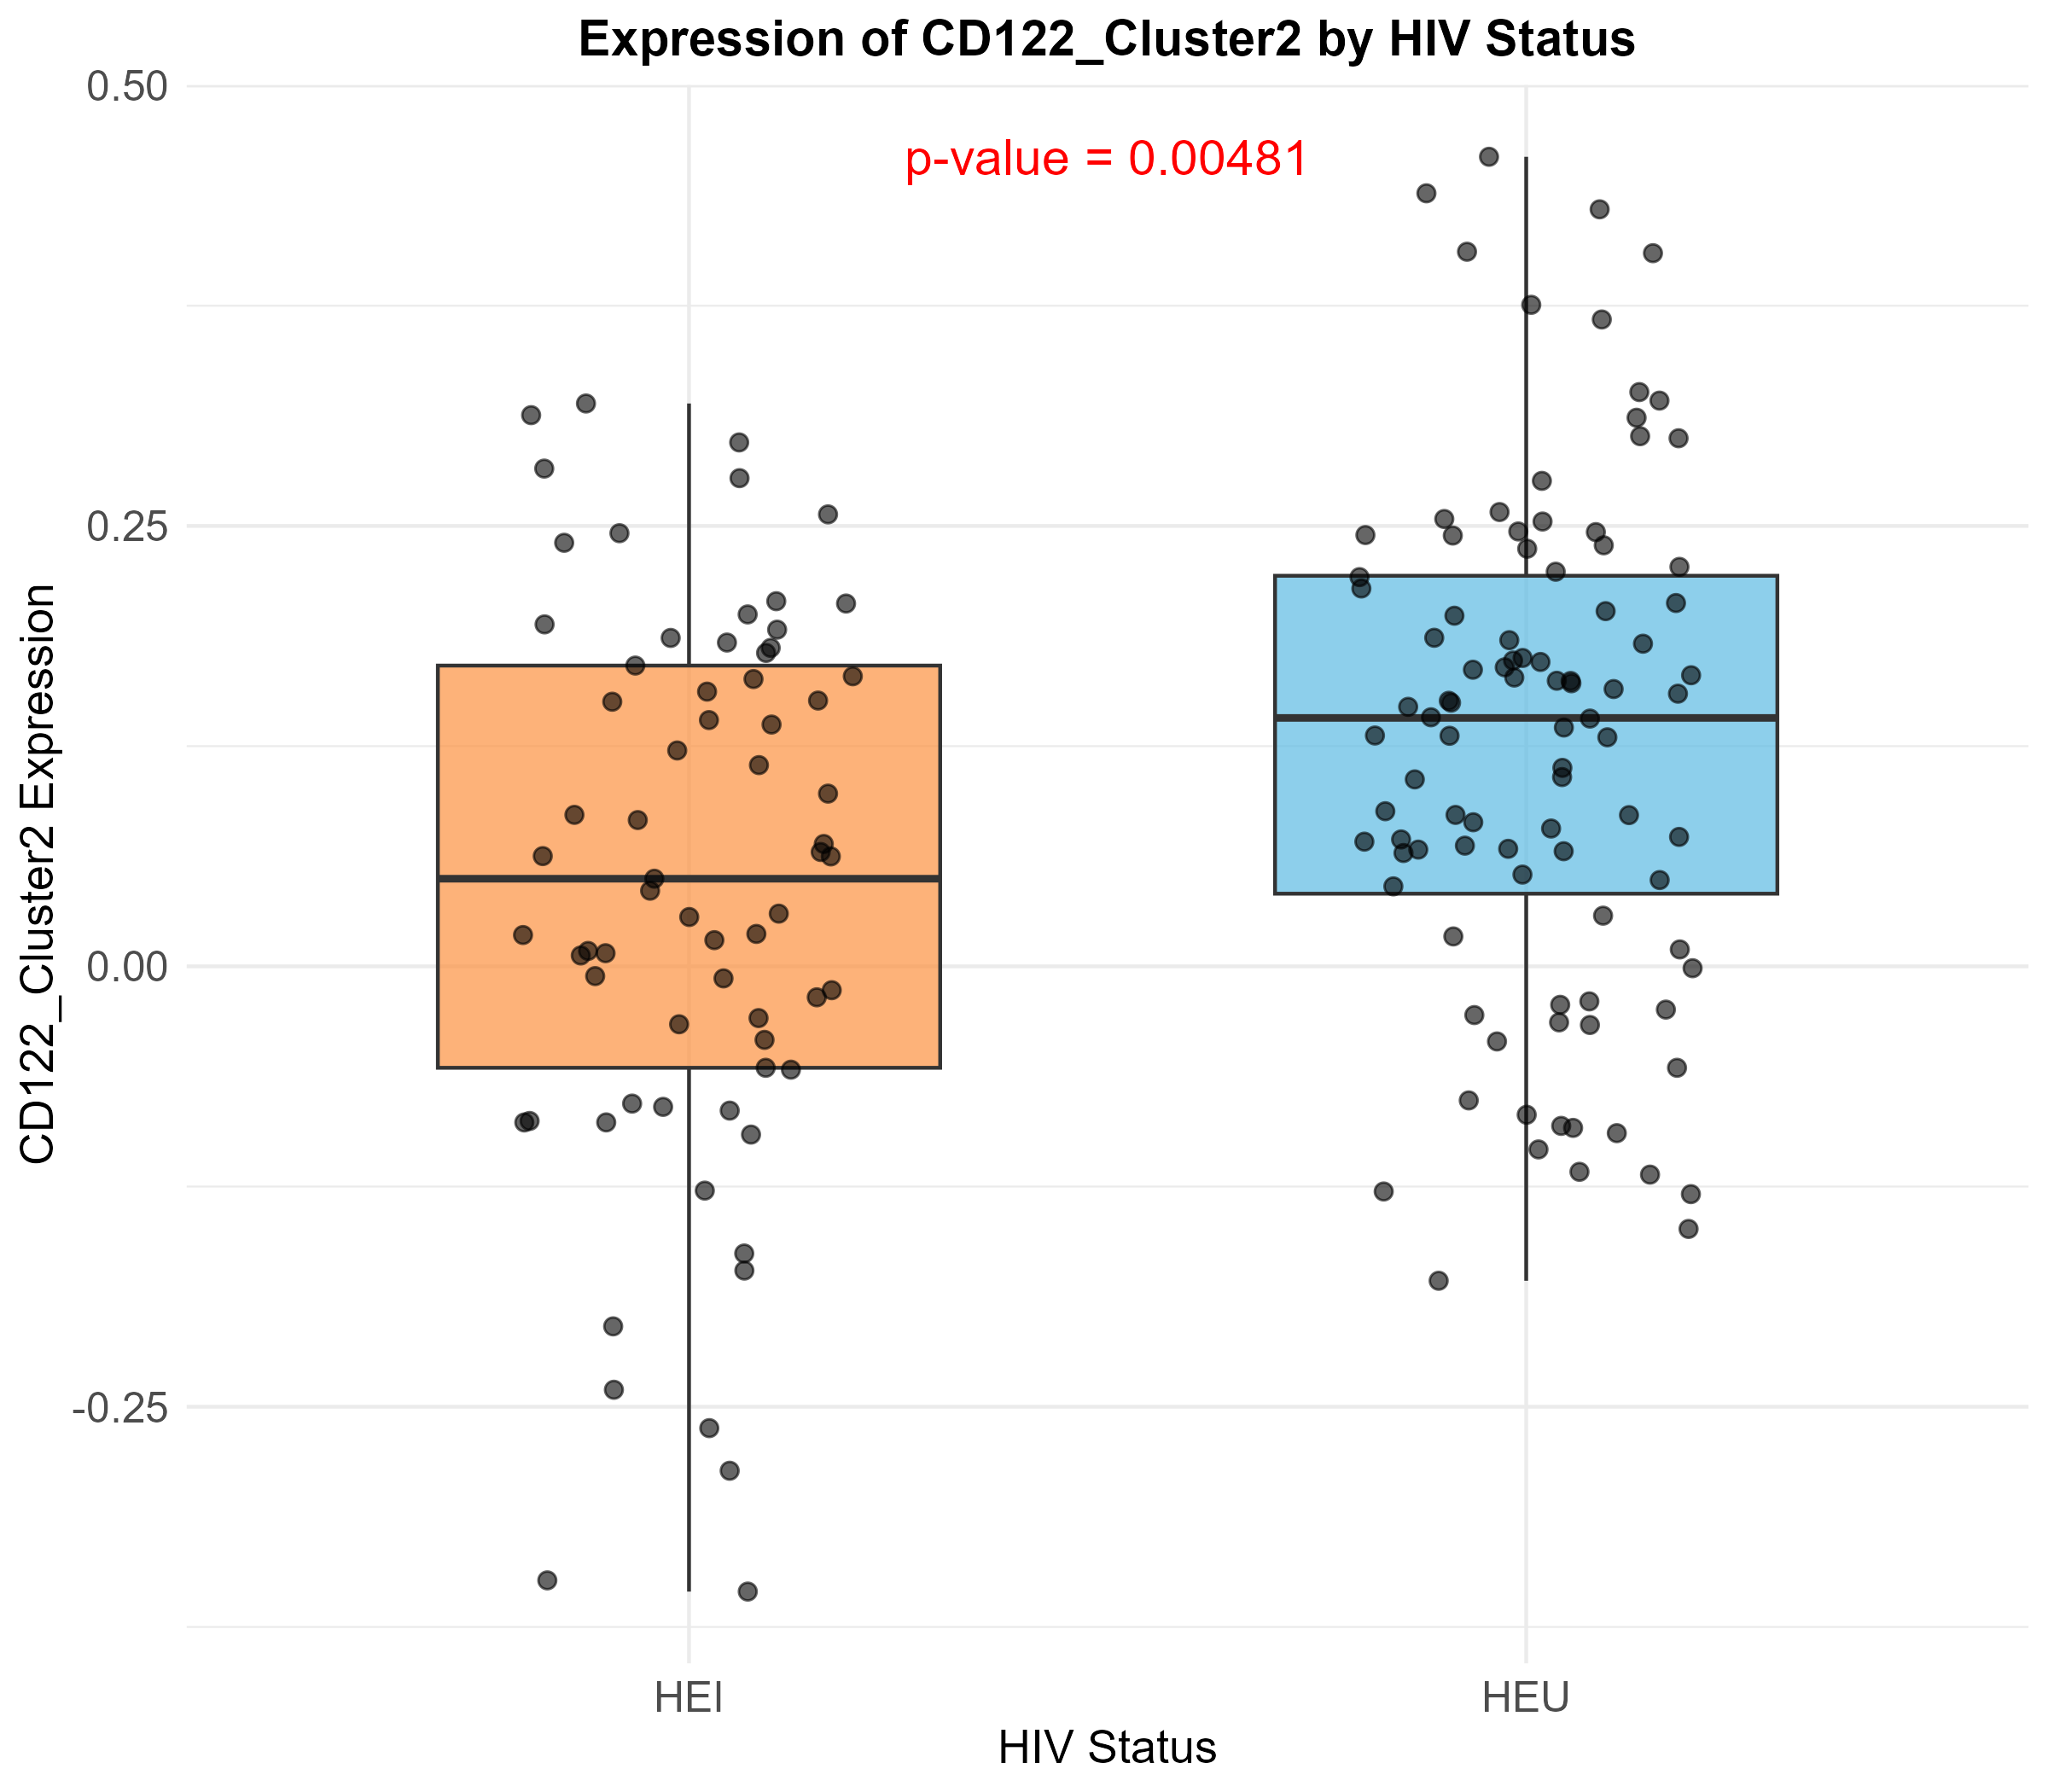 Expression of CD122_Cluster2 by HIV Status
p-value = 0.00481
CD122_Cluster2 Expression
0.50
0.25
0.00
-0.25
HEI
HEU
HIV Status